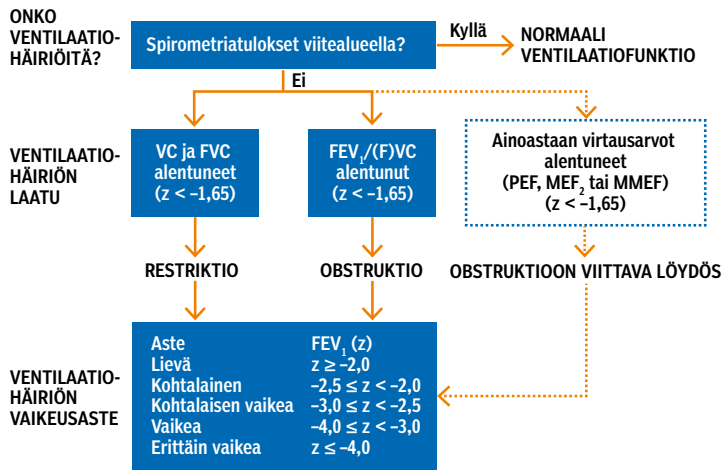 ONKO
VENTILAATIO-
HÄIRIÖITÄ?
Spirometriatulokset viitealueella?
Kyllä
NORMAALI
VENTILAATIOFUNKTIO
Ei
VENTILAATIO-
HÄIRIÖN
LAATU
VC ja FVC
alentuneet
(z < –1,65)
FEV₁/(F)VC
alentunut
(z < –1,65)
Ainoastaan virtausarvot
alentuneet
(PEF, MEF₂ tai MMEF)
(z < –1,65)
RESTRIKTIO
OBSTRUKTIO
OBSTRUKTIOON VIITTAVA LÖYDÖS
VENTILAATIO-
HÄIRIÖN
VAIKEUSASTE
Aste FEV₁ (z)
Lievä z ≥ –2,0
Kohtalainen –2,5 ≤ z < –2,0
Kohtalaisen vaikea –3,0 ≤ z < –2,5
Vaikea –4,0 ≤ z < –3,0
Erittäin vaikea z ≤ –4,0